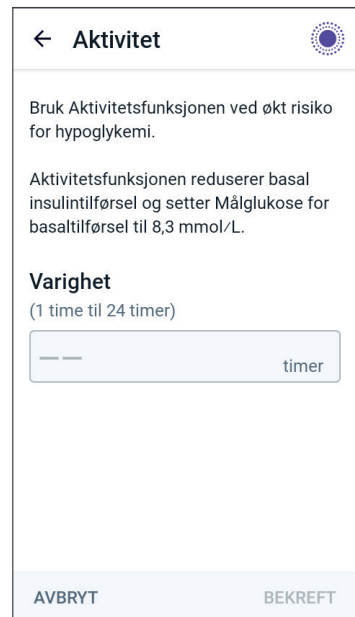 Aktivitet
Bruk Aktivitetsfunksjonen ved økt risiko
for hypoglykemi.
Aktivitetsfunksjonen reduserer basal
insulintilførsel og setter Målglukose for
basaltilførsel til 8,3 mmol/L.
Varighet
(1 time til 24 timer)
timer
AVBRYT BEKREFT